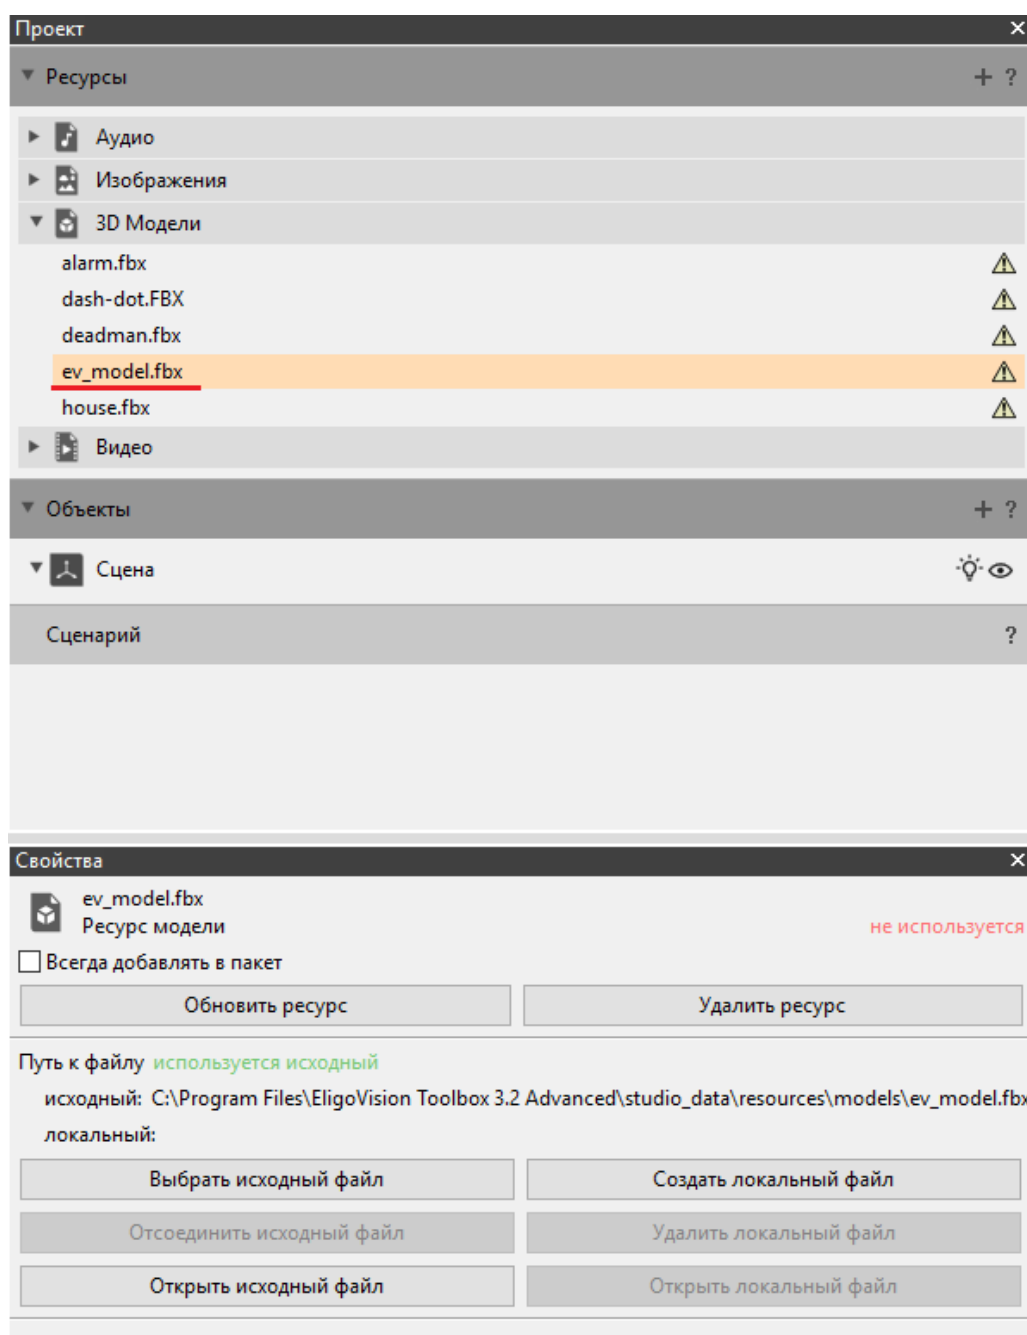 Проект
Ресурсы + ?
Аудио
Изображения
3D Модели
alarm.fbx
dash-dot.FBX
deadman.fbx
ev_model.fbx
house.fbx
Видео
Объекты + ?
Сцена
Сценарий ?
Свойства
ev_model.fbx
Ресурс модели не используется
Всегда добавлять в пакет
Обновить ресурс Удалить ресурс
Путь к файлу используется исходный
исходный: C:\Program Files\EligoVision Toolbox 3.2 Advanced\studio_data\resources\models\ev_model.fbx
локальный:
Выбрать исходный файл Создать локальный файл
Отсоединить исходный файл Удалить локальный файл
Открыть исходный файл Открыть локальный файл